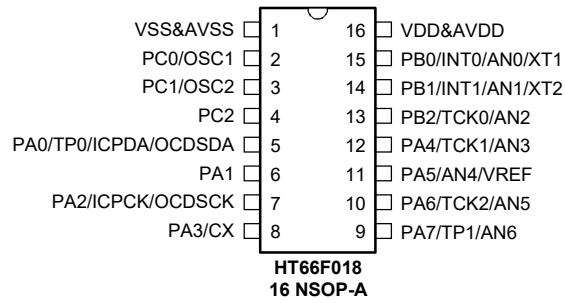 VSS&AVSS 1 16 VDD&AVDD
PC0/OSC1 2 15 PB0/INT0/AN0/XT1
PC1/OSC2 3 14 PB1/INT1/AN1/XT2
PC2 4 13 PB2/TCK0/AN2
PA0/TP0/ICPDA/OCDSDA 5 12 PA4/TCK1/AN3
PA1 6 11 PA5/AN4/VREF
PA2/ICPCK/OCDSCK 7 10 PA6/TCK2/AN5
PA3/CX 8 9 PA7/TP1/AN6
HT66F018
16 NSOP-A